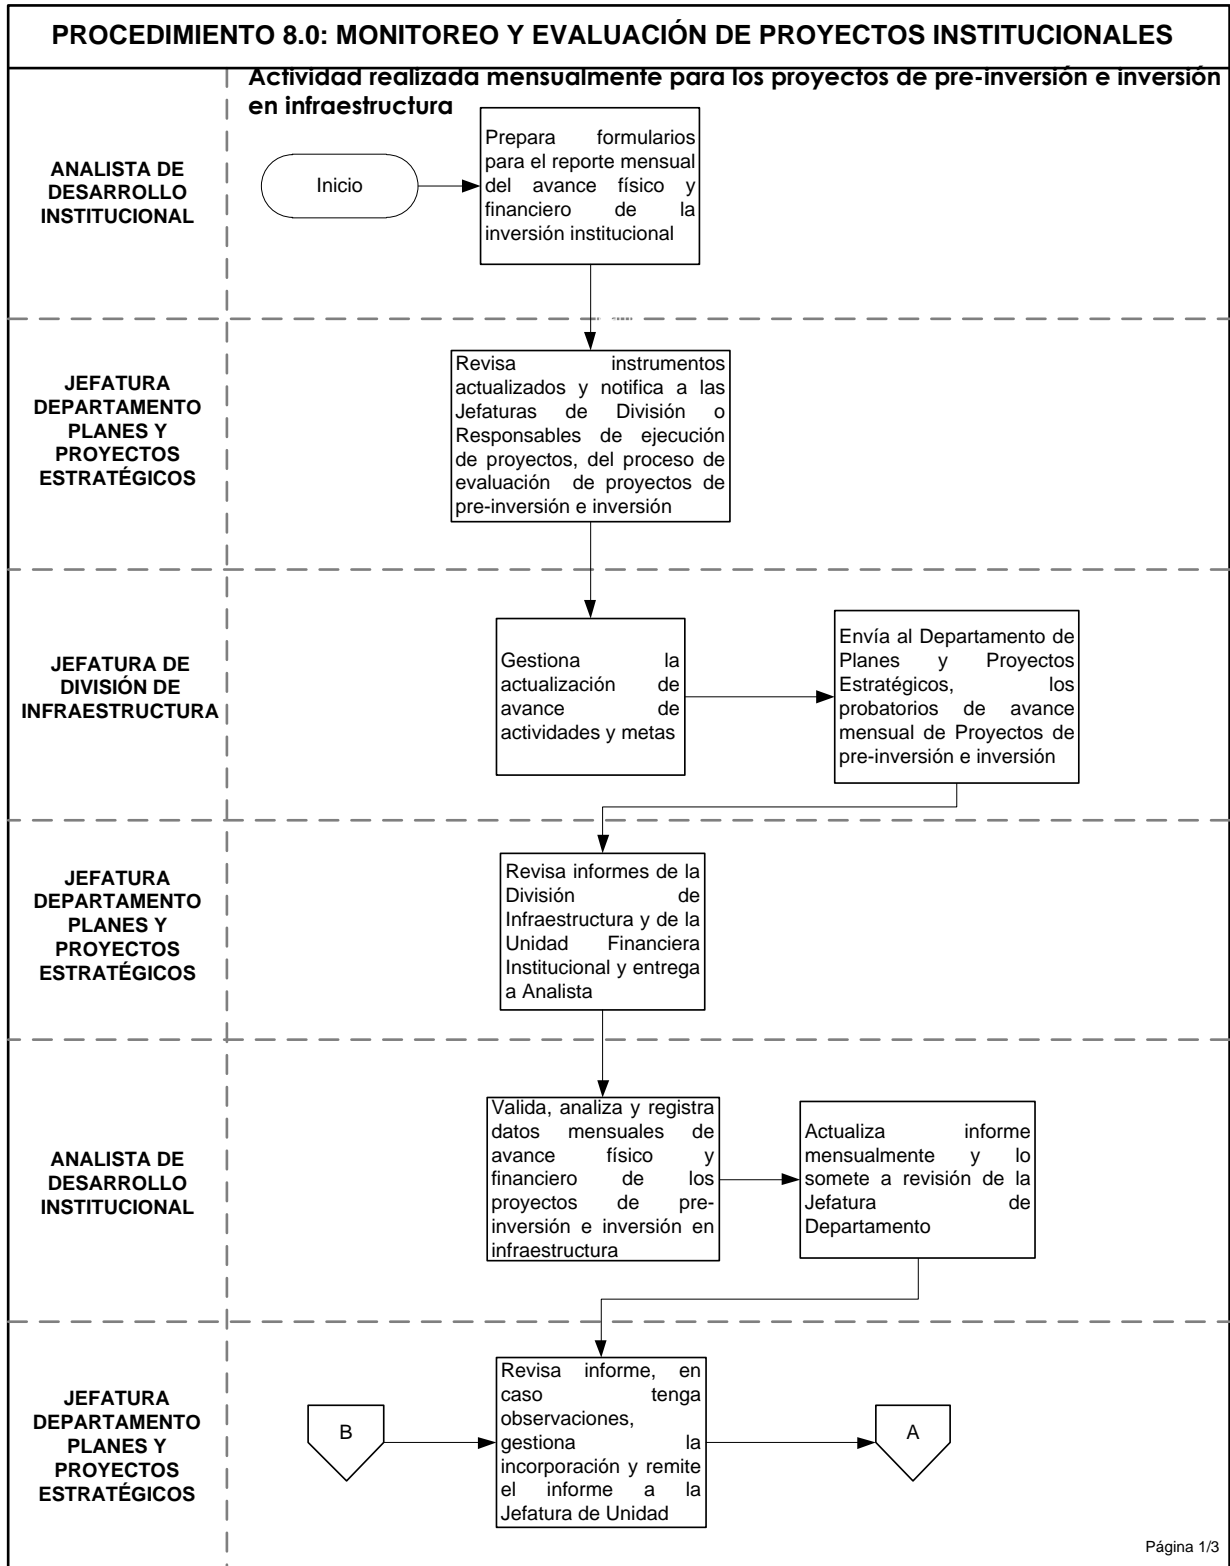 PROCEDIMIENTO 8.0: MONITOREO Y EVALUACIÓN DE PROYECTOS INSTITUCIONALES
Actividad realizada mensualmente para los proyectos de pre-inversión e inversión
en infraestructura
ANALISTA DE
DESARROLLO
INSTITUCIONAL
Inicio
Prepara formularios
para el reporte mensual
del avance físico y
financiero de la
inversión institucional
JEFATURA
DEPARTAMENTO
PLANES Y
PROYECTOS
ESTRATÉGICOS
Revisa instrumentos
actualizados y notifica a las
Jefaturas de División o
Responsables de ejecución
de proyectos, del proceso de
evaluación de proyectos de
pre-inversión e inversión
JEFATURA DE
DIVISIÓN DE
INFRAESTRUCTURA
Gestiona la
actualización de
avance de
actividades y metas
Envía al Departamento de
Planes y Proyectos
Estratégicos, los
probatorios de avance
mensual de Proyectos de
pre-inversión e inversión
JEFATURA
DEPARTAMENTO
PLANES Y
PROYECTOS
ESTRATÉGICOS
Revisa informes de la
División de
Infraestructura y de la
Unidad Financiera
Institucional y entrega
a Analista
ANALISTA DE
DESARROLLO
INSTITUCIONAL
Valida, analiza y registra
datos mensuales de
avance físico y
financiero de los
proyectos de pre-
inversión e inversión en
infraestructura
Actualiza informe
mensualmente y lo
somete a revisión de la
Jefatura de
Departamento
JEFATURA
DEPARTAMENTO
PLANES Y
PROYECTOS
ESTRATÉGICOS
B
Revisa informe, en
caso tenga
observaciones,
gestiona la
incorporación y remite
el informe a la
Jefatura de Unidad
A
Página 1/3